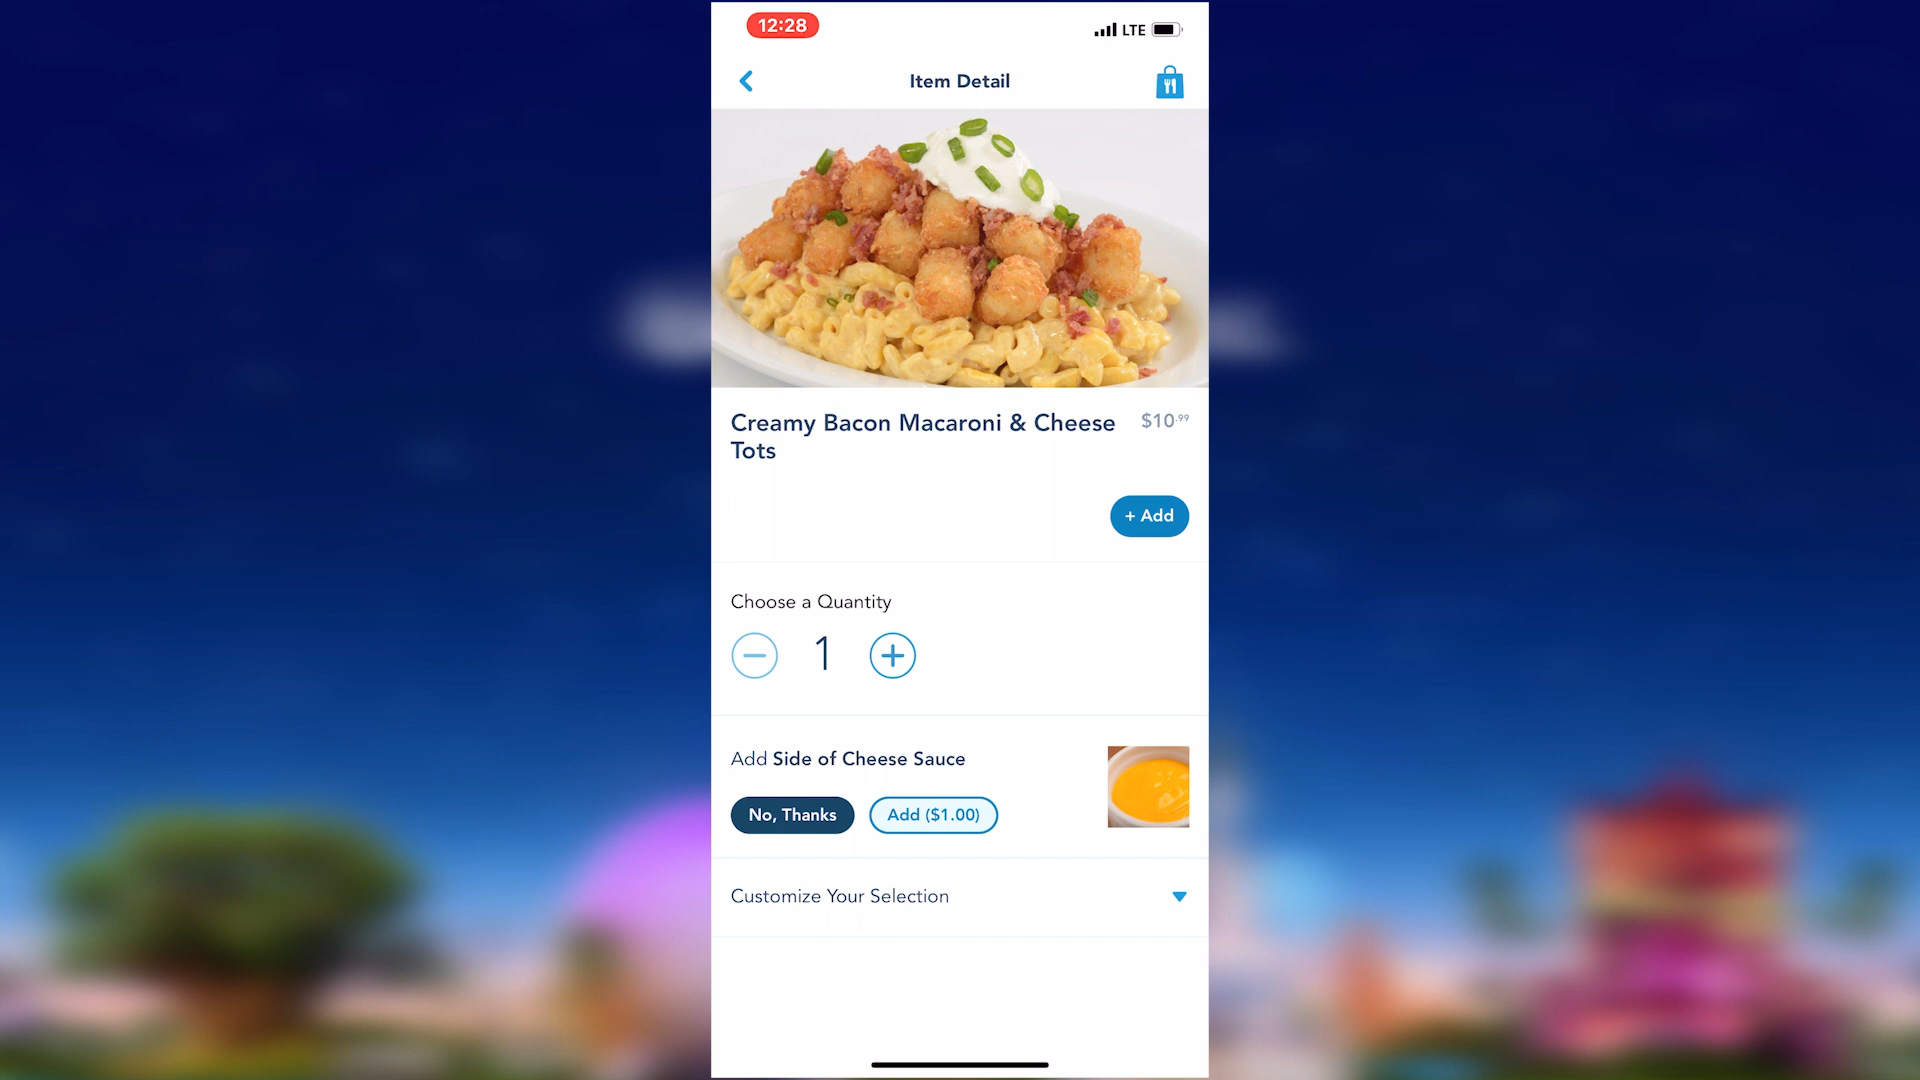 12:28
LTE
Item Detail
Creamy Bacon Macaroni & Cheese
Tots
$10.99
+ Add
Choose a Quantity
1
Add Side of Cheese Sauce
No, Thanks
Add ($1.00)
Customize Your Selection